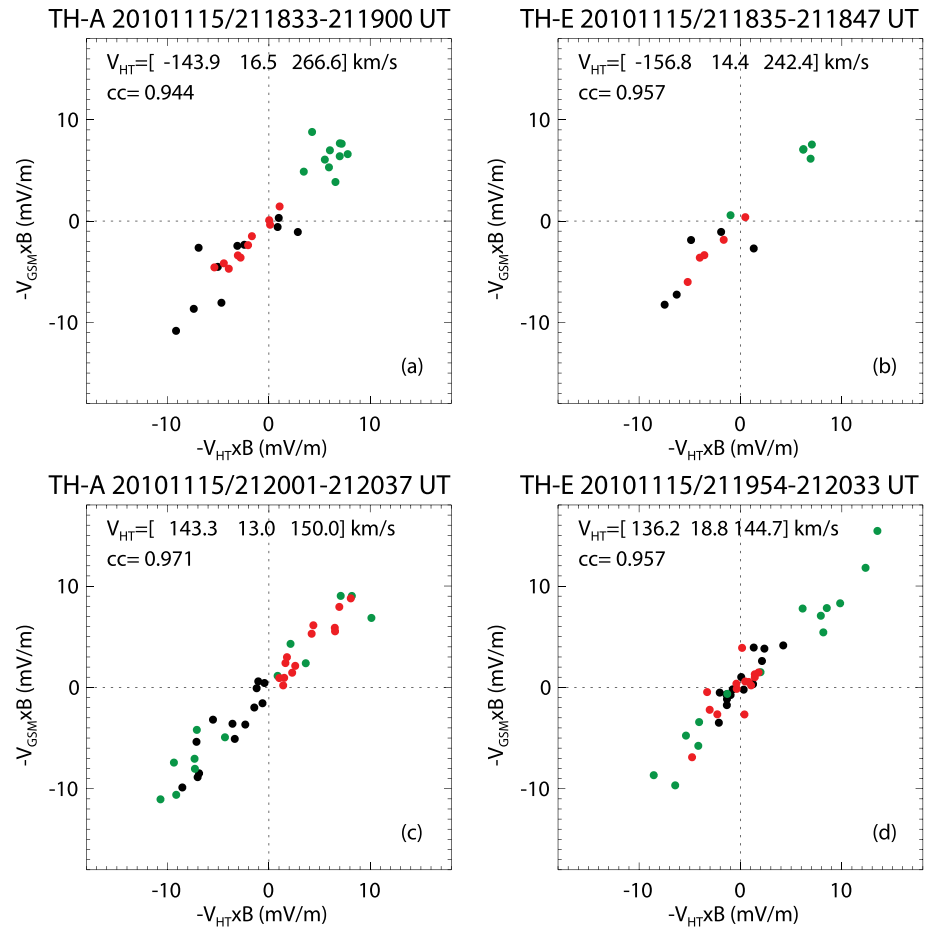 TH-A 20101115/211833-211900 UT
V_HT=[ -143.9 16.5 266.6] km/s
cc= 0.944
10
0
-10
-V_GSMxB (mV/m)
(a)
-10 0 10
-V_HTxB (mV/m)
TH-E 20101115/211835-211847 UT
V_HT=[ -156.8 14.4 242.4] km/s
cc= 0.957
10
0
-10
-V_GSMxB (mV/m)
(b)
-10 0 10
-V_HTxB (mV/m)
TH-A 20101115/212001-212037 UT
V_HT=[ 143.3 13.0 150.0] km/s
cc= 0.971
10
0
-10
-V_GSMxB (mV/m)
(c)
-10 0 10
-V_HTxB (mV/m)
TH-E 20101115/211954-212033 UT
V_HT=[ 136.2 18.8 144.7] km/s
cc= 0.957
10
0
-10
-V_GSMxB (mV/m)
(d)
-10 0 10
-V_HTxB (mV/m)